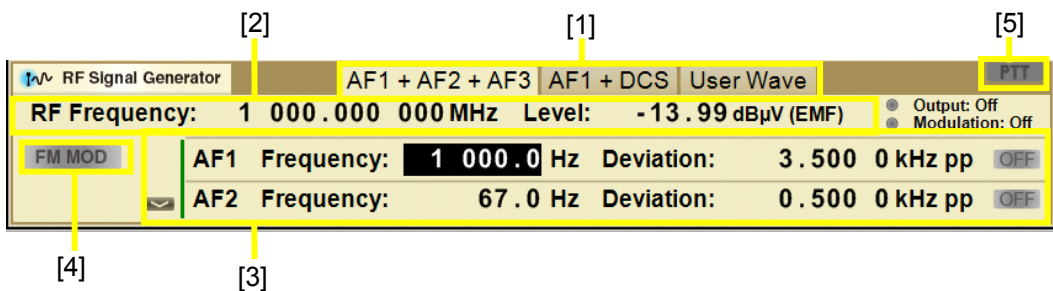 [2] [1] [5]
RF Signal Generator AF1 + AF2 + AF3 AF1 + DCS User Wave PTT
RF Frequency: 1 000.000 000 MHz Level: -13.99 dBµV (EMF) Output: Off
Modulation: Off
FM MOD AF1 Frequency: 1 000.0 Hz Deviation: 3.500 0 kHz pp OFF
AF2 Frequency: 67.0 Hz Deviation: 0.500 0 kHz pp OFF
[4] [3]